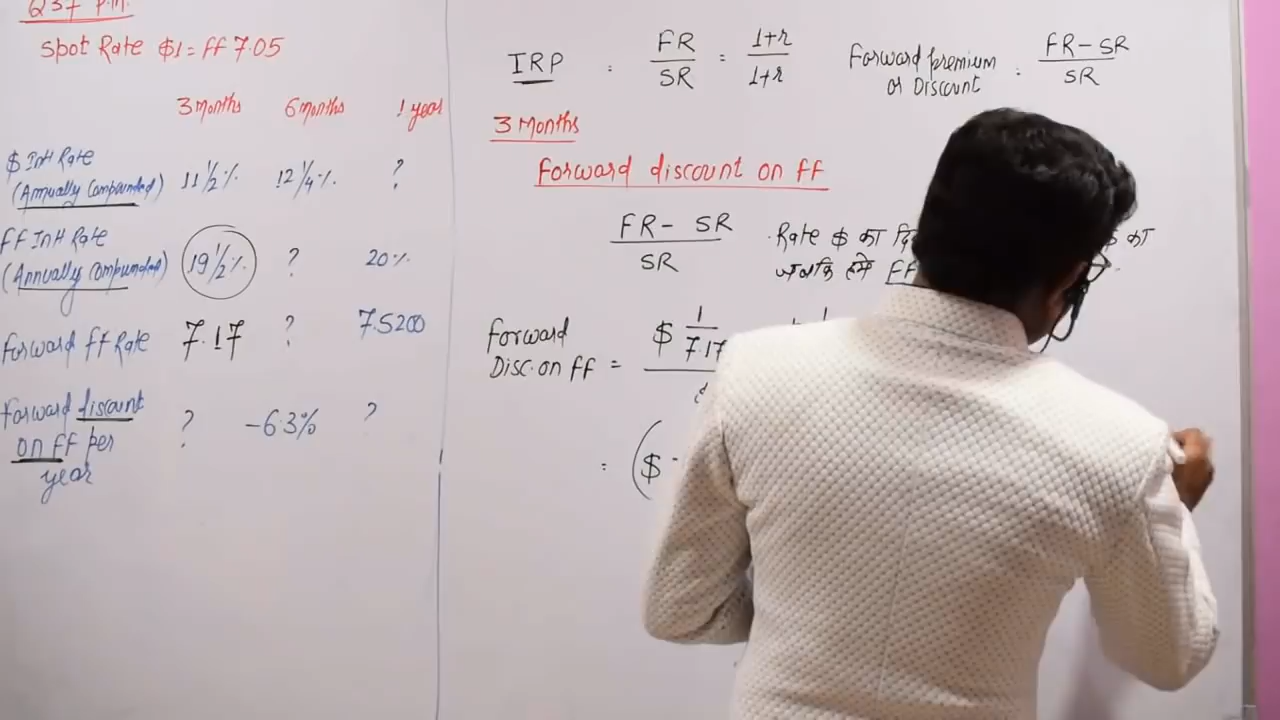 Q37 P.M.
Spot Rate $1 = FF 7.05
3 months 6 months 1 year
$ Int Rate
(Annually Compounded) 11 1/2 % 12 1/4 % ?
FF Int Rate
(Annually Compounded) 19 1/2 % ? 20%
Forward FF Rate 7.17 ? 7.5200
Forward discount
on FF per
year ? -6.3% ?
IRP = FR/SR = 1+r/1+r
Forward premium
or Discount = FR-SR/SR
3 Months
Forward discount on FF
FR-SR/SR
Rate $ का का
जबकि हमें FF
Forward
Disc. on FF = $ 1/7.17
= ( $